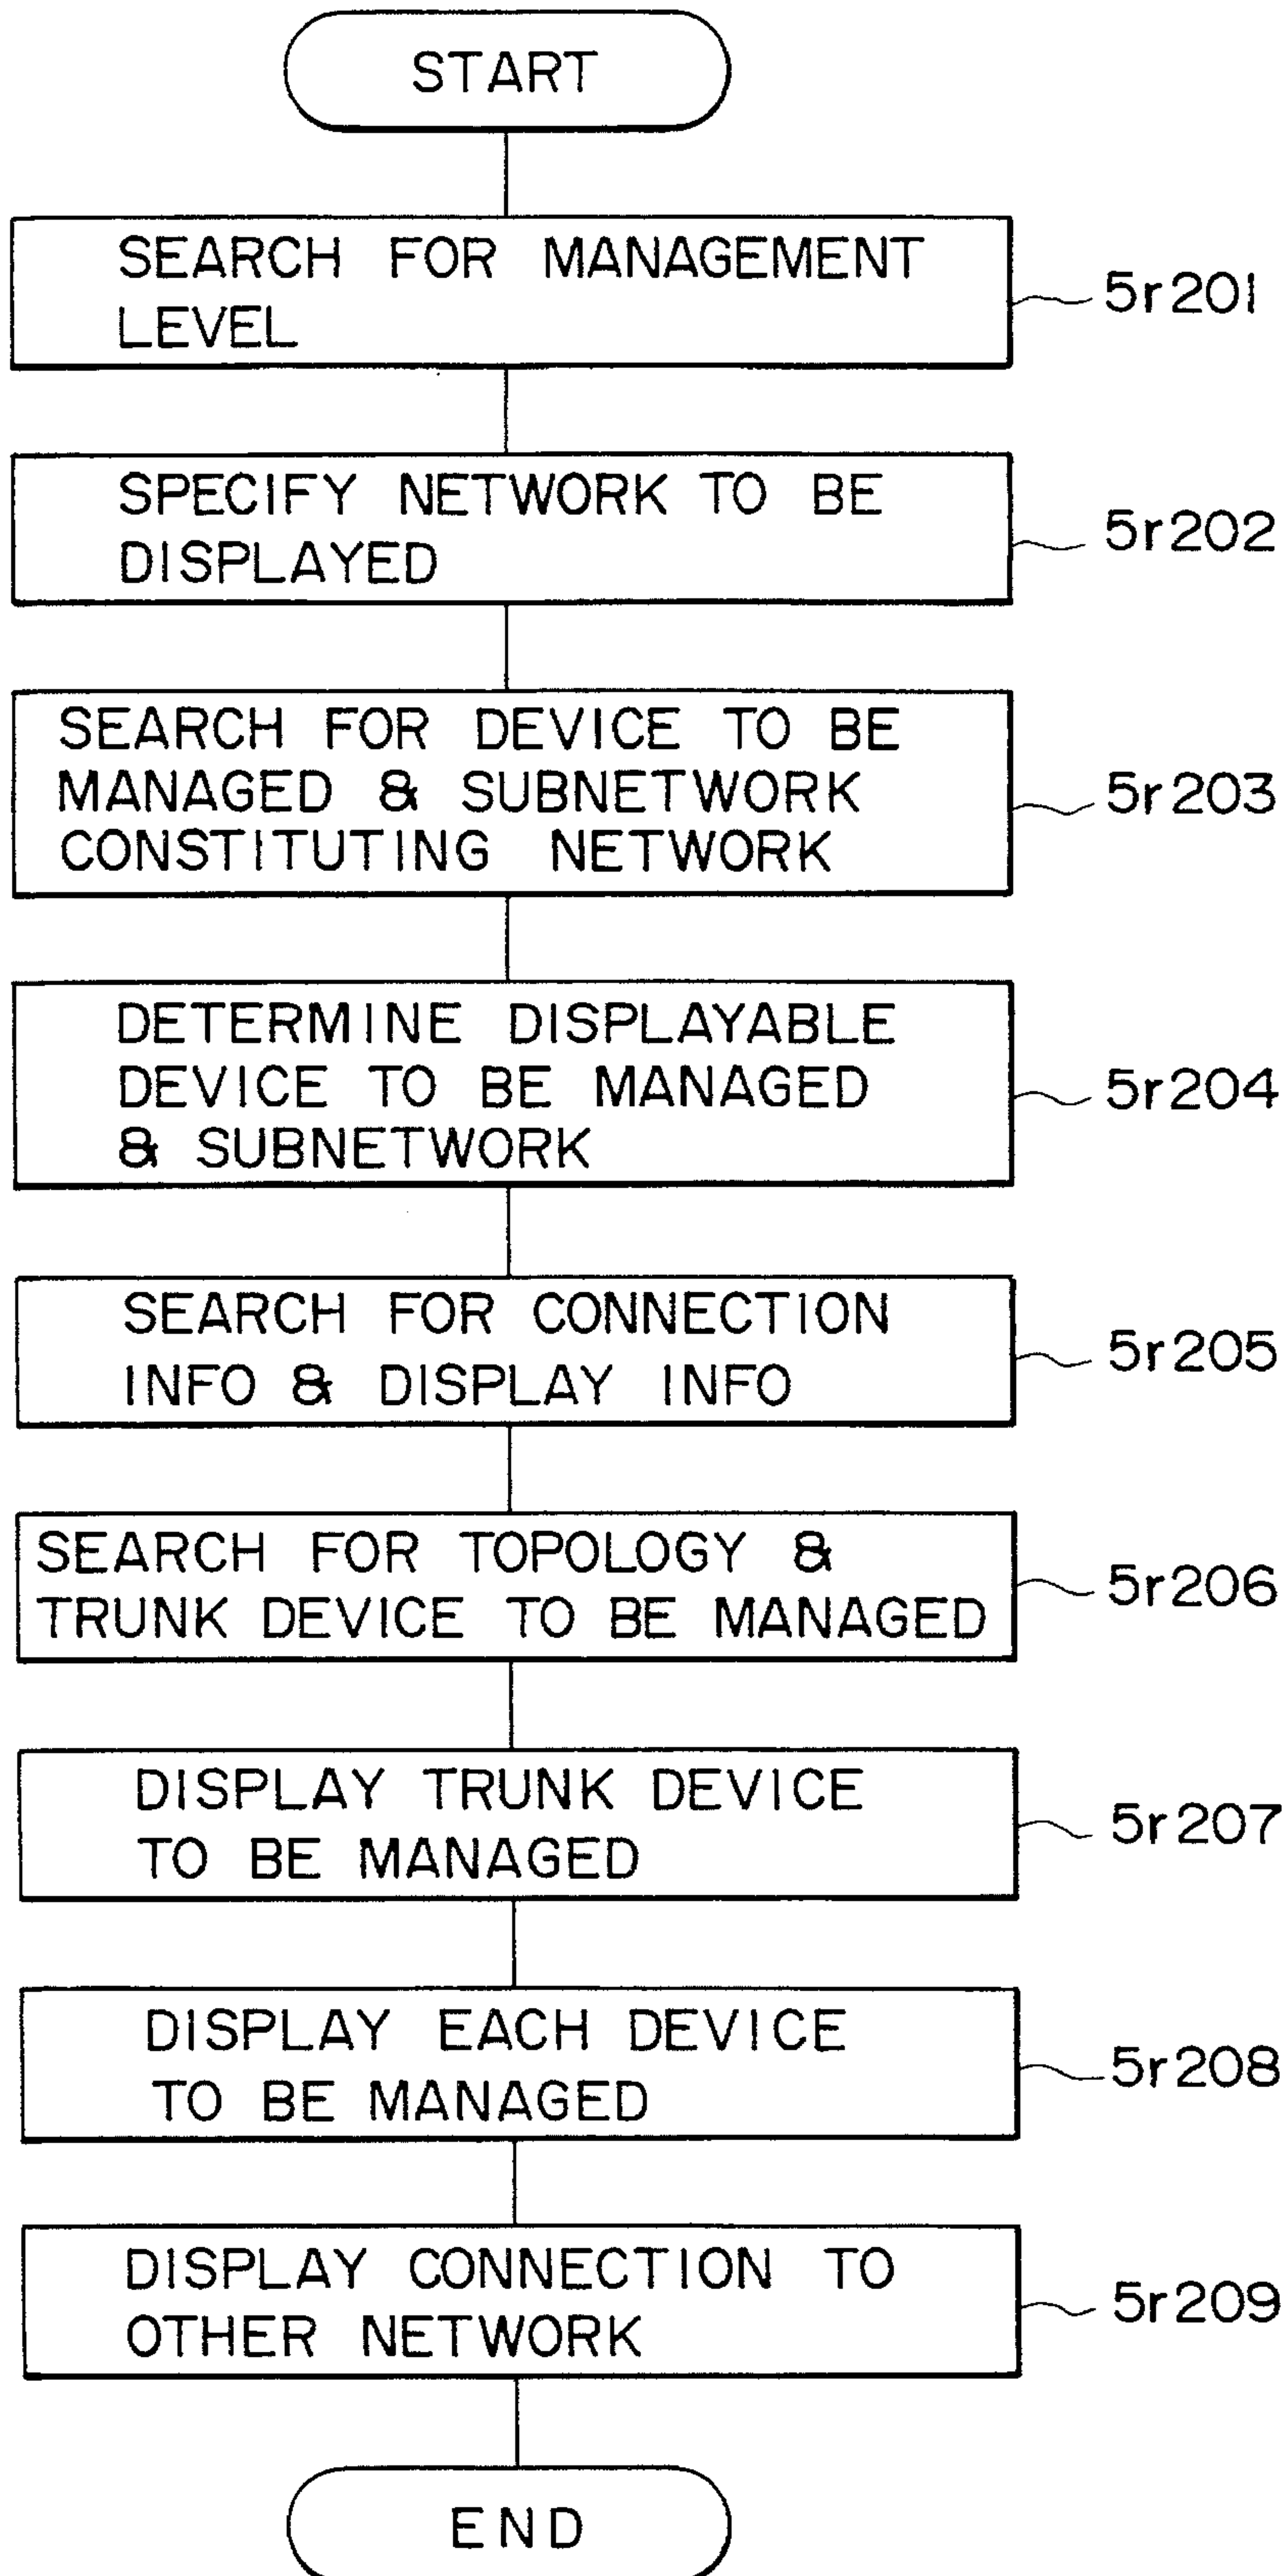 START
SEARCH FOR MANAGEMENT
LEVEL
5r201
SPECIFY NETWORK TO BE
DISPLAYED
5r202
SEARCH FOR DEVICE TO BE
MANAGED & SUBNETWORK
CONSTITUTING NETWORK
5r203
DETERMINE DISPLAYABLE
DEVICE TO BE MANAGED
& SUBNETWORK
5r204
SEARCH FOR CONNECTION
INFO & DISPLAY INFO
5r205
SEARCH FOR TOPOLOGY &
TRUNK DEVICE TO BE MANAGED
5r206
DISPLAY TRUNK DEVICE
TO BE MANAGED
5r207
DISPLAY EACH DEVICE
TO BE MANAGED
5r208
DISPLAY CONNECTION TO
OTHER NETWORK
5r209
END